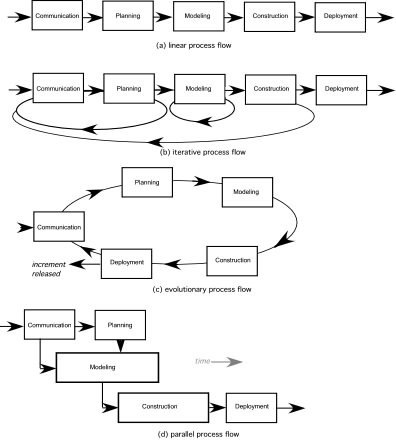 Communication Planning Modeling Construction Deployment
(a) linear process flow
Communication Planning Modeling Construction Deployment
(b) iterative process flow
Planning
Modeling
Communication
Construction
Deployment
increment
released
(c) evolutionary process flow
Communication Planning
Modeling
time
Construction Deployment
(d) parallel process flow